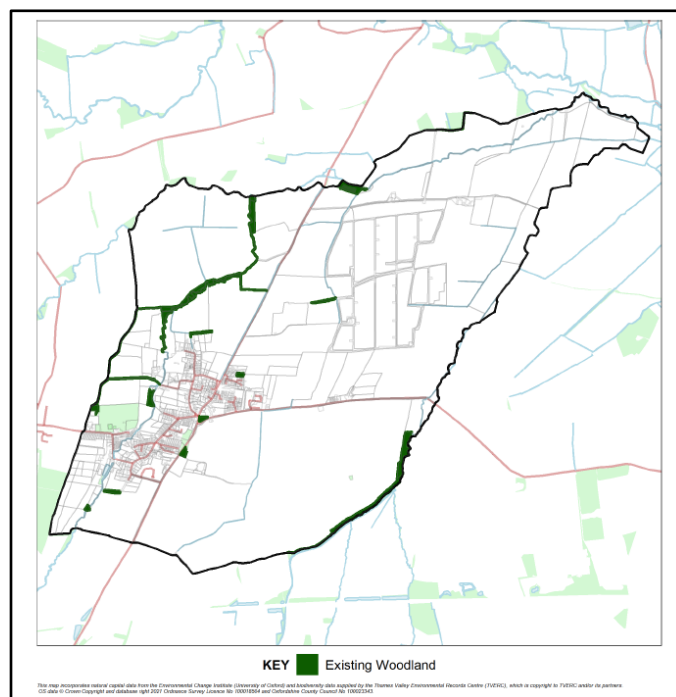 KEY Existing Woodland
This map incorporates natural capital data from the Environmental Change Institute (University of Oxford) and biodiversity data supplied by the Thames Valley Environmental Records Centre (TVERC), which is copyright to TVERC and/or its partners.
OS data © Crown Copyright and database right 2021 Ordnance Survey Licence No 100018504 and Oxfordshire County Council No 100023343.